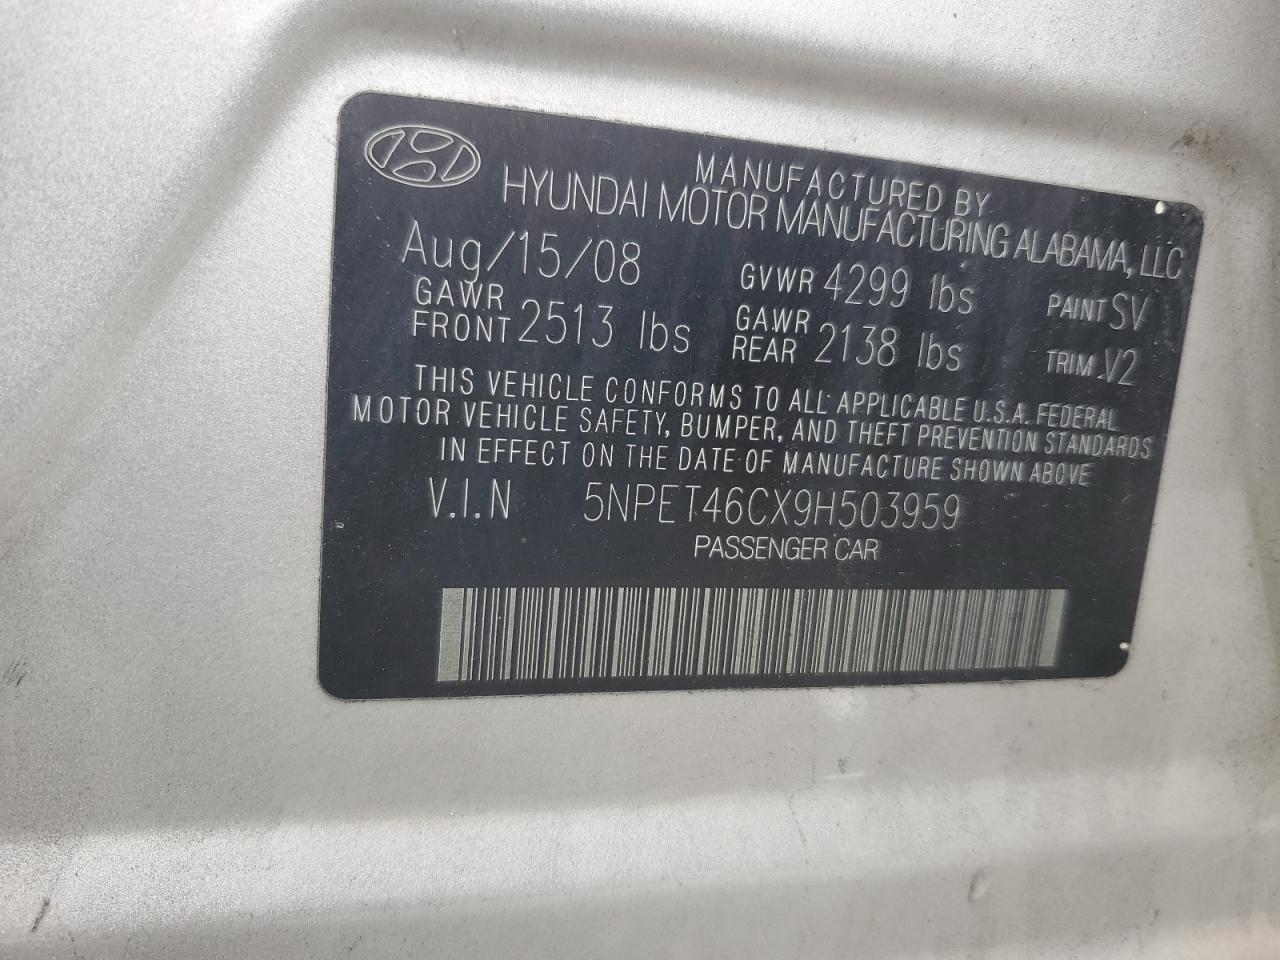 MANUFACTURED BY
HYUNDAI MOTOR MANUFACTURING ALABAMA, LLC
Aug/15/08 GVWR 4299 lbs PAINT SV
GAWR FRONT 2513 lbs GAWR REAR 2138 lbs TRIM V2
THIS VEHICLE CONFORMS TO ALL APPLICABLE U.S.A. FEDERAL
MOTOR VEHICLE SAFETY, BUMPER, AND THEFT PREVENTION STANDARDS
IN EFFECT ON THE DATE OF MANUFACTURE SHOWN ABOVE
V.I.N 5NPET46CX9H503959
PASSENGER CAR